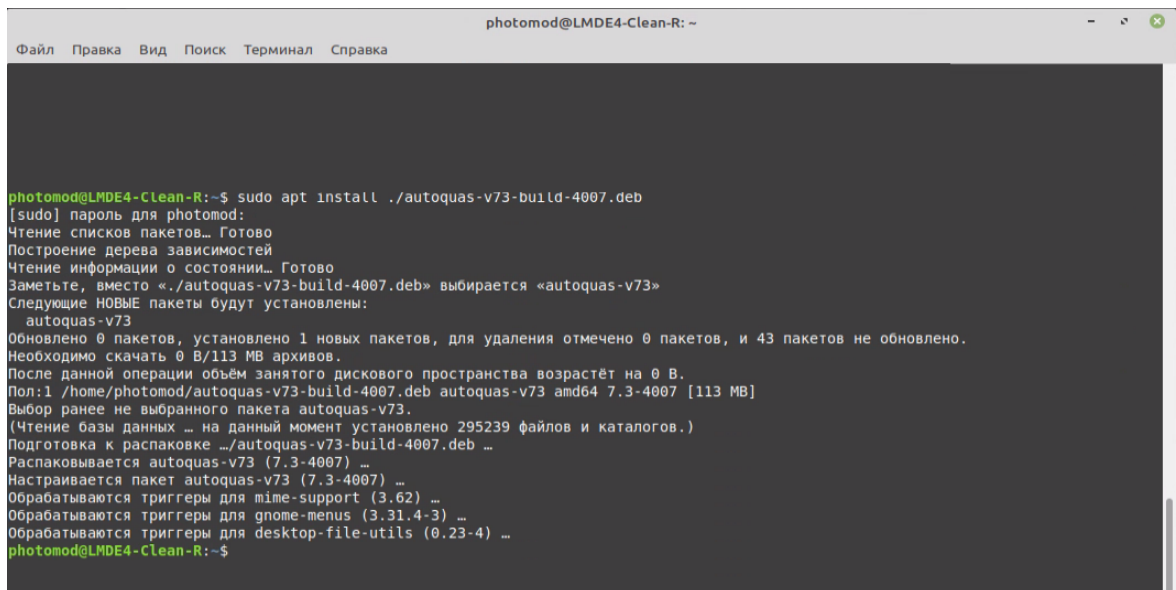 photomod@LMDE4-Clean-R: ~
Файл Правка Вид Поиск Терминал Справка
photomod@LMDE4-Clean-R:~$ sudo apt install ./autoquas-v73-build-4007.deb
[sudo] пароль для photomod:
Чтение списков пакетов… Готово
Построение дерева зависимостей
Чтение информации о состоянии… Готово
Заметьте, вместо «./autoquas-v73-build-4007.deb» выбирается «autoquas-v73»
Следующие НОВЫЕ пакеты будут установлены:
autoquas-v73
Обновлено 0 пакетов, установлено 1 новых пакетов, для удаления отмечено 0 пакетов, и 43 пакетов не обновлено.
Необходимо скачать 0 B/113 MB архивов.
После данной операции объём занятого дискового пространства возрастёт на 0 B.
Пол:1 /home/photomod/autoquas-v73-build-4007.deb autoquas-v73 amd64 7.3-4007 [113 MB]
Выбор ранее не выбранного пакета autoquas-v73.
(Чтение базы данных … на данный момент установлено 295239 файлов и каталогов.)
Подготовка к распаковке …/autoquas-v73-build-4007.deb …
Распаковывается autoquas-v73 (7.3-4007) …
Настраивается пакет autoquas-v73 (7.3-4007) …
Обрабатываются триггеры для mime-support (3.62) …
Обрабатываются триггеры для gnome-menus (3.31.4-3) …
Обрабатываются триггеры для desktop-file-utils (0.23-4) …
photomod@LMDE4-Clean-R:~$